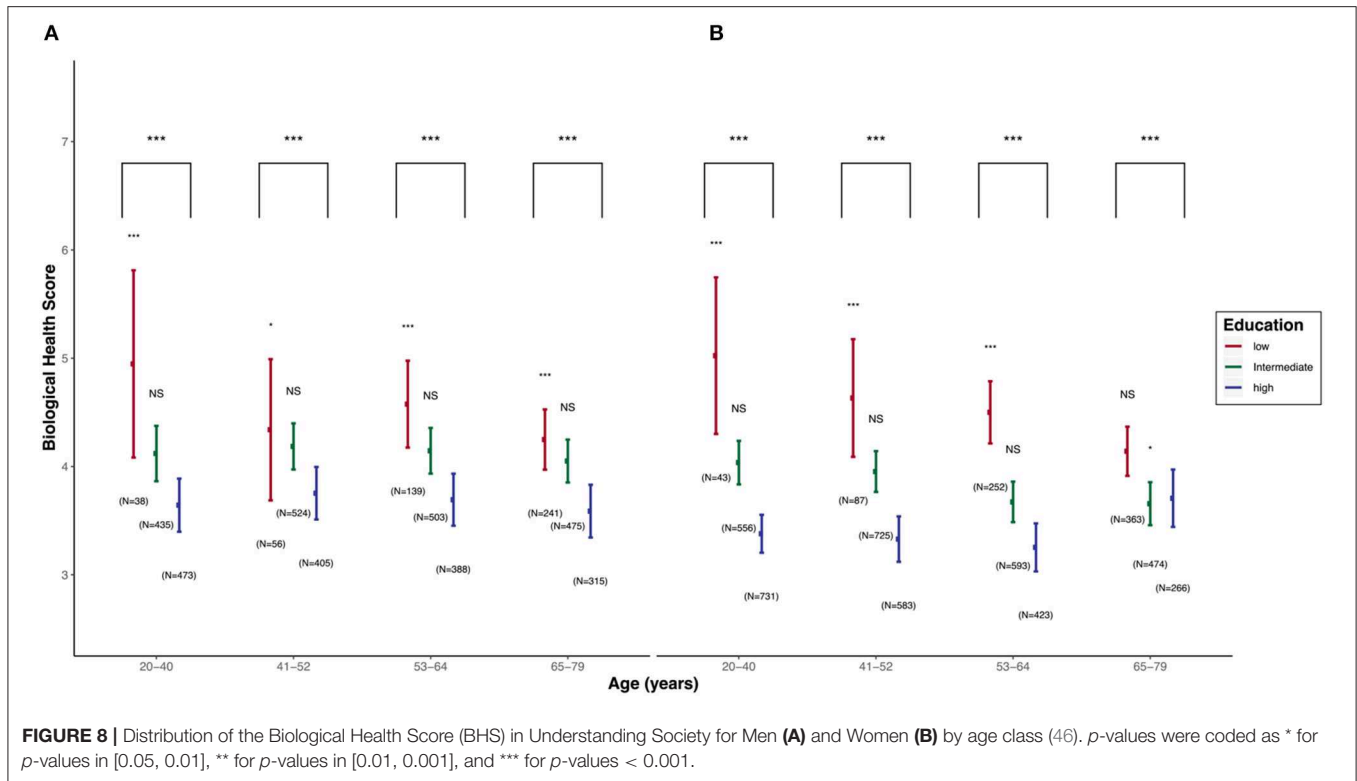 A
B
7
6
5
4
3
Biological Health Score
*** *** *** *** *** *** *** ***
***
NS
(N=38)
(N=435)
(N=473)
*
NS
(N=56)
(N=524)
(N=405)
***
NS
(N=139)
(N=503)
(N=388)
***
NS
(N=241)
(N=475)
(N=315)
***
NS
(N=43)
(N=556)
(N=731)
***
NS
(N=87)
(N=725)
(N=583)
***
NS
(N=252)
(N=593)
(N=423)
*
(N=363)
(N=474)
(N=266)
Education
low
Intermediate
high
20–40 41–52 53–64 65–79 20–40 41–52 53–64 65–79
Age (years)
FIGURE 8 | Distribution of the Biological Health Score (BHS) in Understanding Society for Men (A) and Women (B) by age class (46). p-values were coded as * for
p-values in [0.05, 0.01], ** for p-values in [0.01, 0.001], and *** for p-values < 0.001.